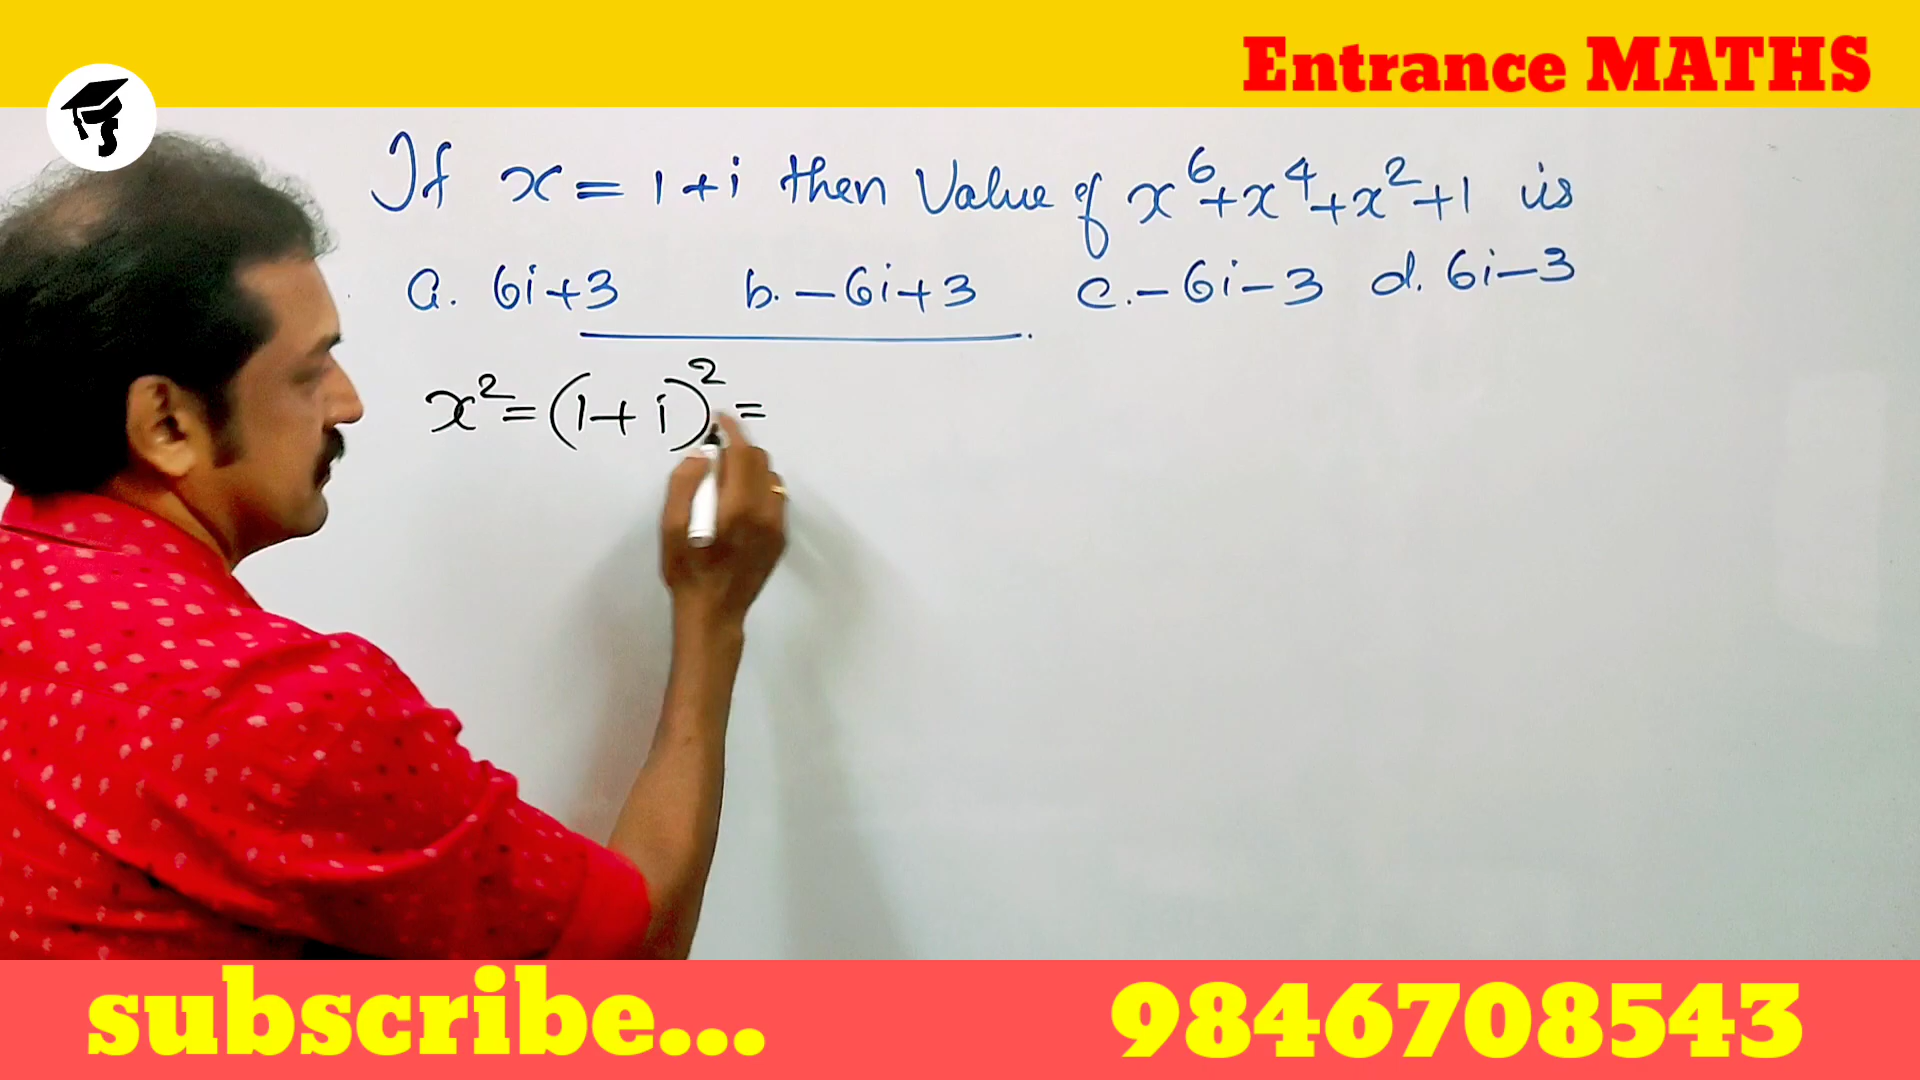 Entrance MATHS
If x = 1 + i then Value of x⁶ + x⁴ + x² + 1 is
a. 6i + 3 b. - 6i + 3 c. - 6i - 3 d. 6i - 3
x² = (1 + i)² =
subscribe...
9846708543